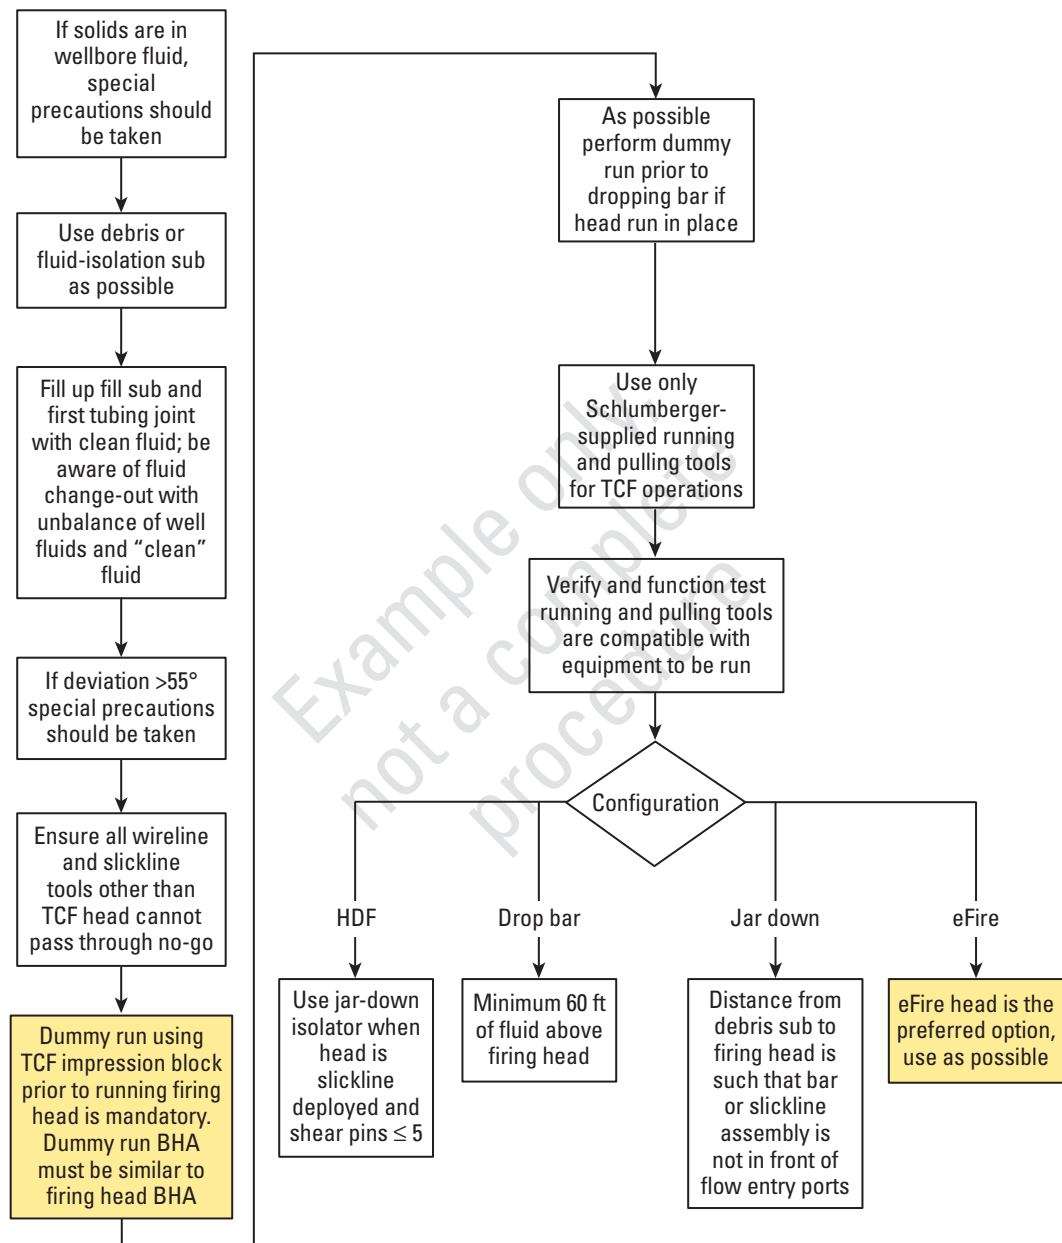 If solids are in
wellbore fluid,
special
precautions should
be taken
Use debris or
fluid-isolation sub
as possible
Fill up fill sub and
first tubing joint
with clean fluid; be
aware of fluid
change-out with
unbalance of well
fluids and “clean”
fluid
If deviation >55°
special precautions
should be taken
Ensure all wireline
and slickline
tools other than
TCF head cannot
pass through no-go
Dummy run using
TCF impression block
prior to running firing
head is mandatory.
Dummy run BHA
must be similar to
firing head BHA
As possible
perform dummy
run prior to
dropping bar if
head run in place
Use only
Schlumberger-
supplied running
and pulling tools
for TCF operations
Verify and function test
running and pulling tools
are compatible with
equipment to be run
Configuration
HDF
Use jar-down
isolator when
head is
slickline
deployed and
shear pins ≤ 5
Drop bar
Minimum 60 ft
of fluid above
firing head
Jar down
Distance from
debris sub to
firing head is
such that bar
or slickline
assembly is
not in front of
flow entry ports
eFire
eFire head is the
preferred option,
use as possible
Example only,
not a complete
procedure